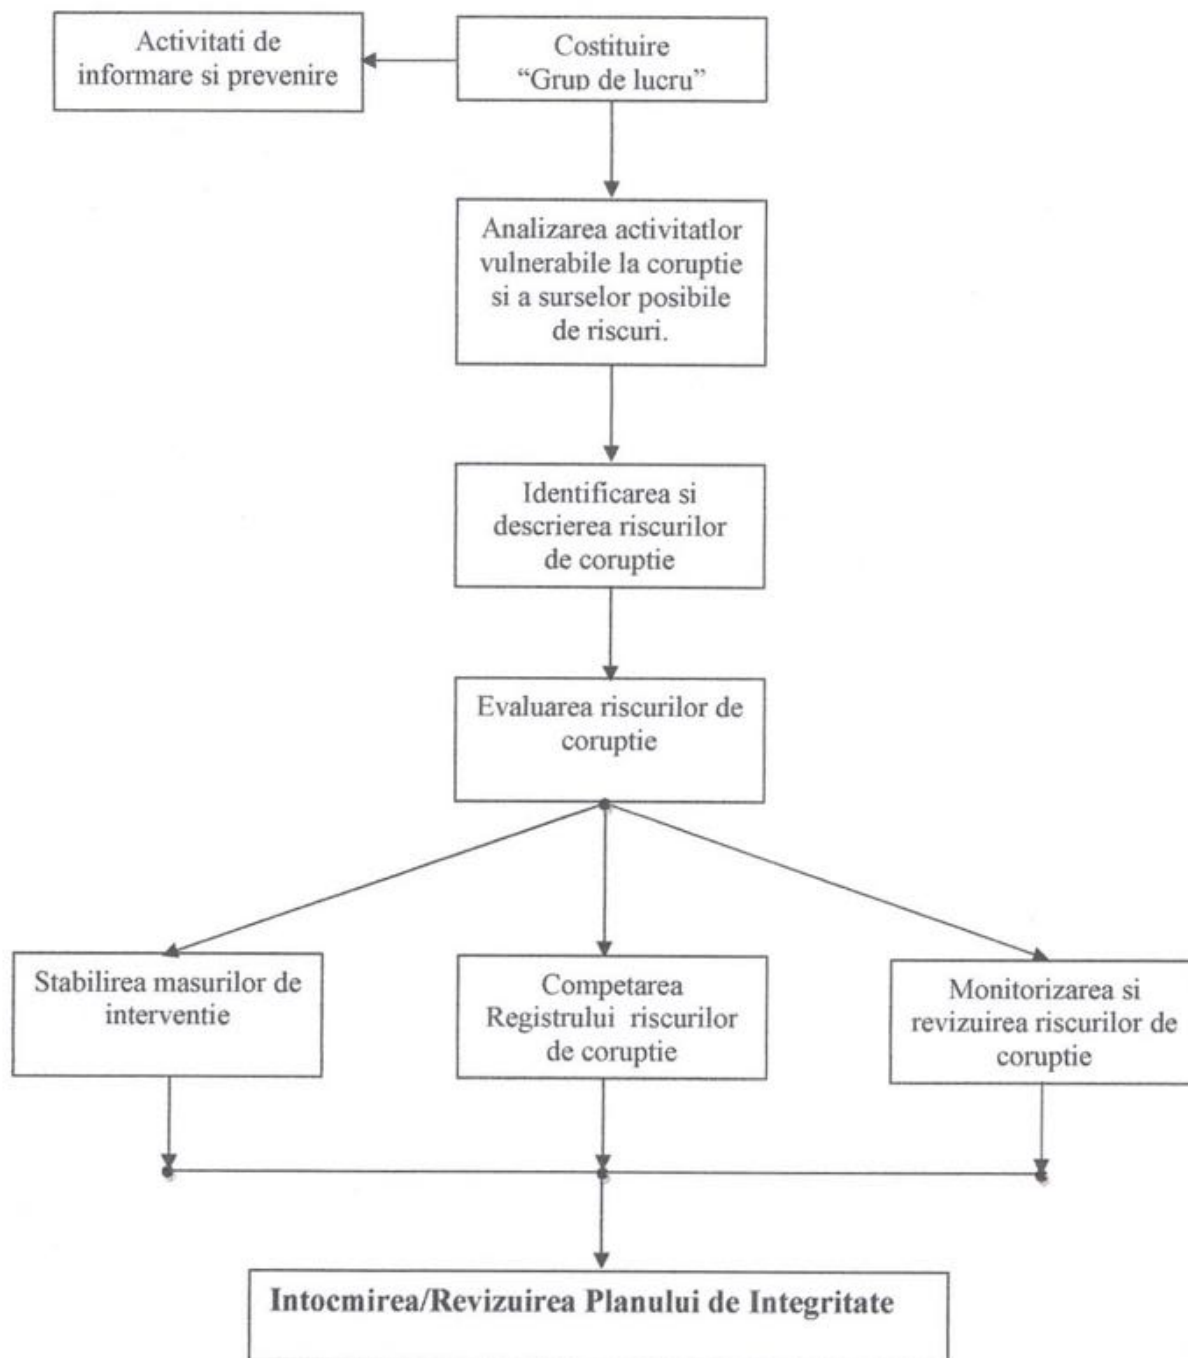 Activitati de
informare si prevenire
Costituire
“Grup de lucru”
Analizarea activitatlor
vulnerabile la coruptie
si a surselor posibile
de riscuri.
Identificarea si
descrierea riscurilor
de coruptie
Evaluarea riscurilor de
coruptie
Stabilirea masurilor de
interventie
Competarea
Registrului riscurilor
de coruptie
Monitorizarea si
revizuirea riscurilor de
coruptie
Intocmirea/Revizuirea Planului de Integritate